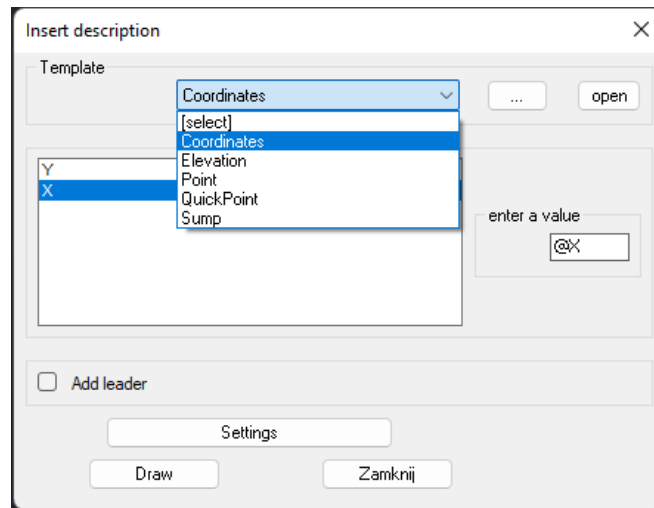 Insert description
Template
Coordinates
...
open
[select]
Coordinates
Elevation
Point
QuickPoint
Sump
Y
X
enter a value
@X
Add leader
Settings
Draw
Zamknij